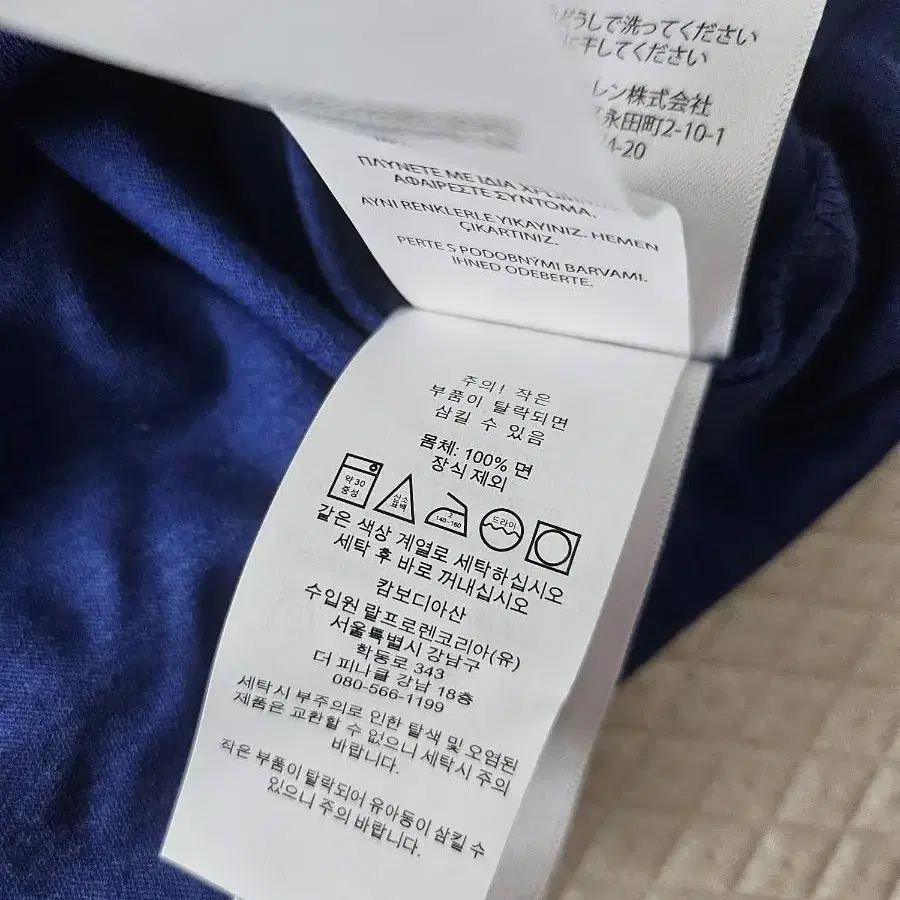 うしで洗ってください
キしてください
レン株式会社
永田町2-10-1
4-20
ΠΛΥΝΕΤΕ ΜΕ ΙΔΙΑ
ΑΦΑΙΡΕΣΤΕ ΣΥΝΤΟΜΑ.
AYNI RENKLERLE YIKAYINIZ. HEMEN
ÇIKARTINIZ.
PERTE S PODOBNÝMI BARVAMI.
IHNED ODEBERTE.
주의! 작은
부품이 탈락되면
삼킬 수 있음
몸체: 100% 면
장식 제외
약 30
중성
산소
표백
2
140-160
드라이
같은 색상 계열로 세탁하십시오
세탁 후 바로 꺼내십시오
캄보디아산
수입원 랄프로렌코리아(유)
서울특별시 강남구
학동로 343
더 피나클 강남 18층
080-566-1199
세탁시 부주의로 인한 탈색 및 오염된
제품은 교환할 수 없으니 세탁시 주의
바랍니다.
작은 부품이 탈락되어 유아동이 삼킬 수
있으니 주의 바랍니다.